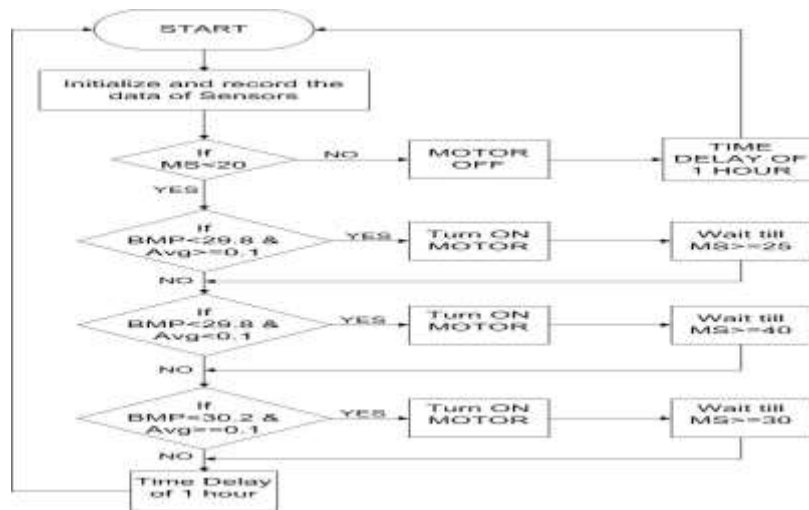 START
Initialize and record the
data of Sensors
If
MS<20
NO
MOTOR
OFF
TIME
DELAY OF
1 HOUR
YES
If
BMP<29.8 &
Avg>=0.1
YES
Turn ON
MOTOR
Wait till
MS>=25
NO
If
BMP<29.8 &
Avg<0.1
YES
Turn ON
MOTOR
Wait till
MS>=40
NO
If
BMP<30.2 &
Avg>=0.1
YES
Turn ON
MOTOR
Wait till
MS>=30
NO
Time Delay
of 1 hour